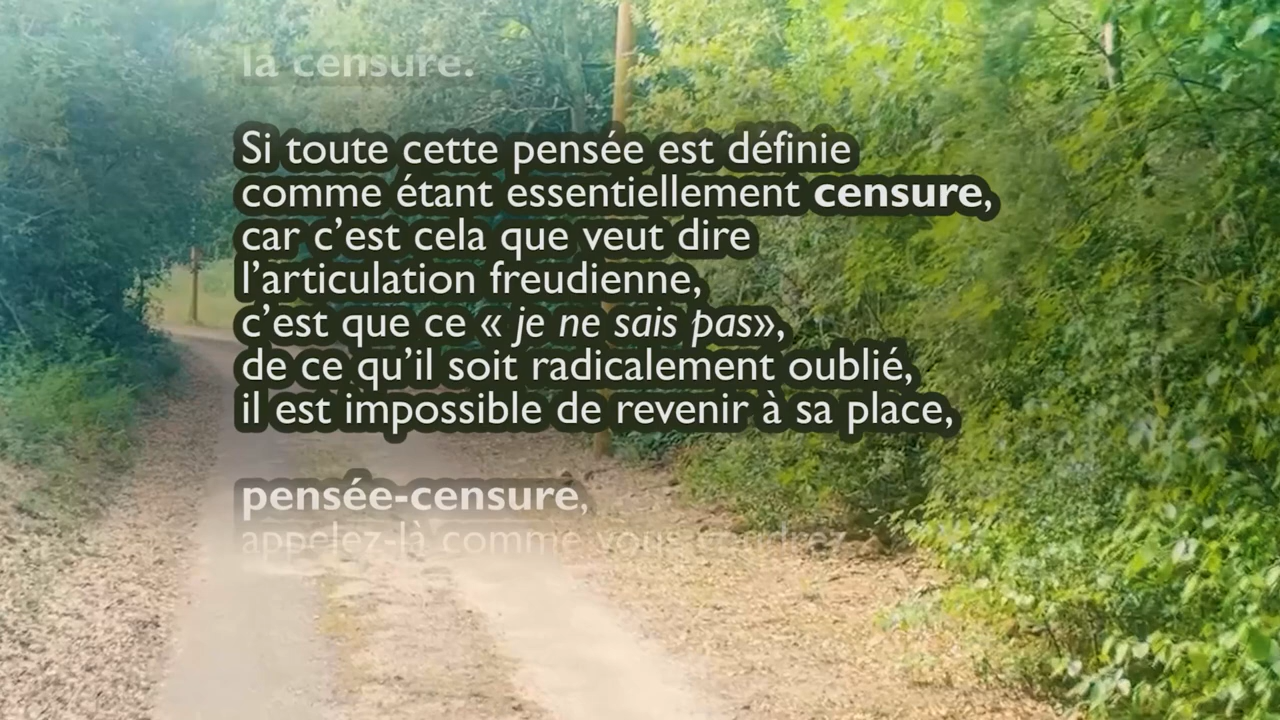 la censure.
Si toute cette pensée est définie
comme étant essentiellement censure,
car c’est cela que veut dire
l’articulation freudienne,
c’est que ce « je ne sais pas»,
de ce qu’il soit radicalement oublié,
il est impossible de revenir à sa place,
pensée-censure,
appelez-là comme vous voudrez